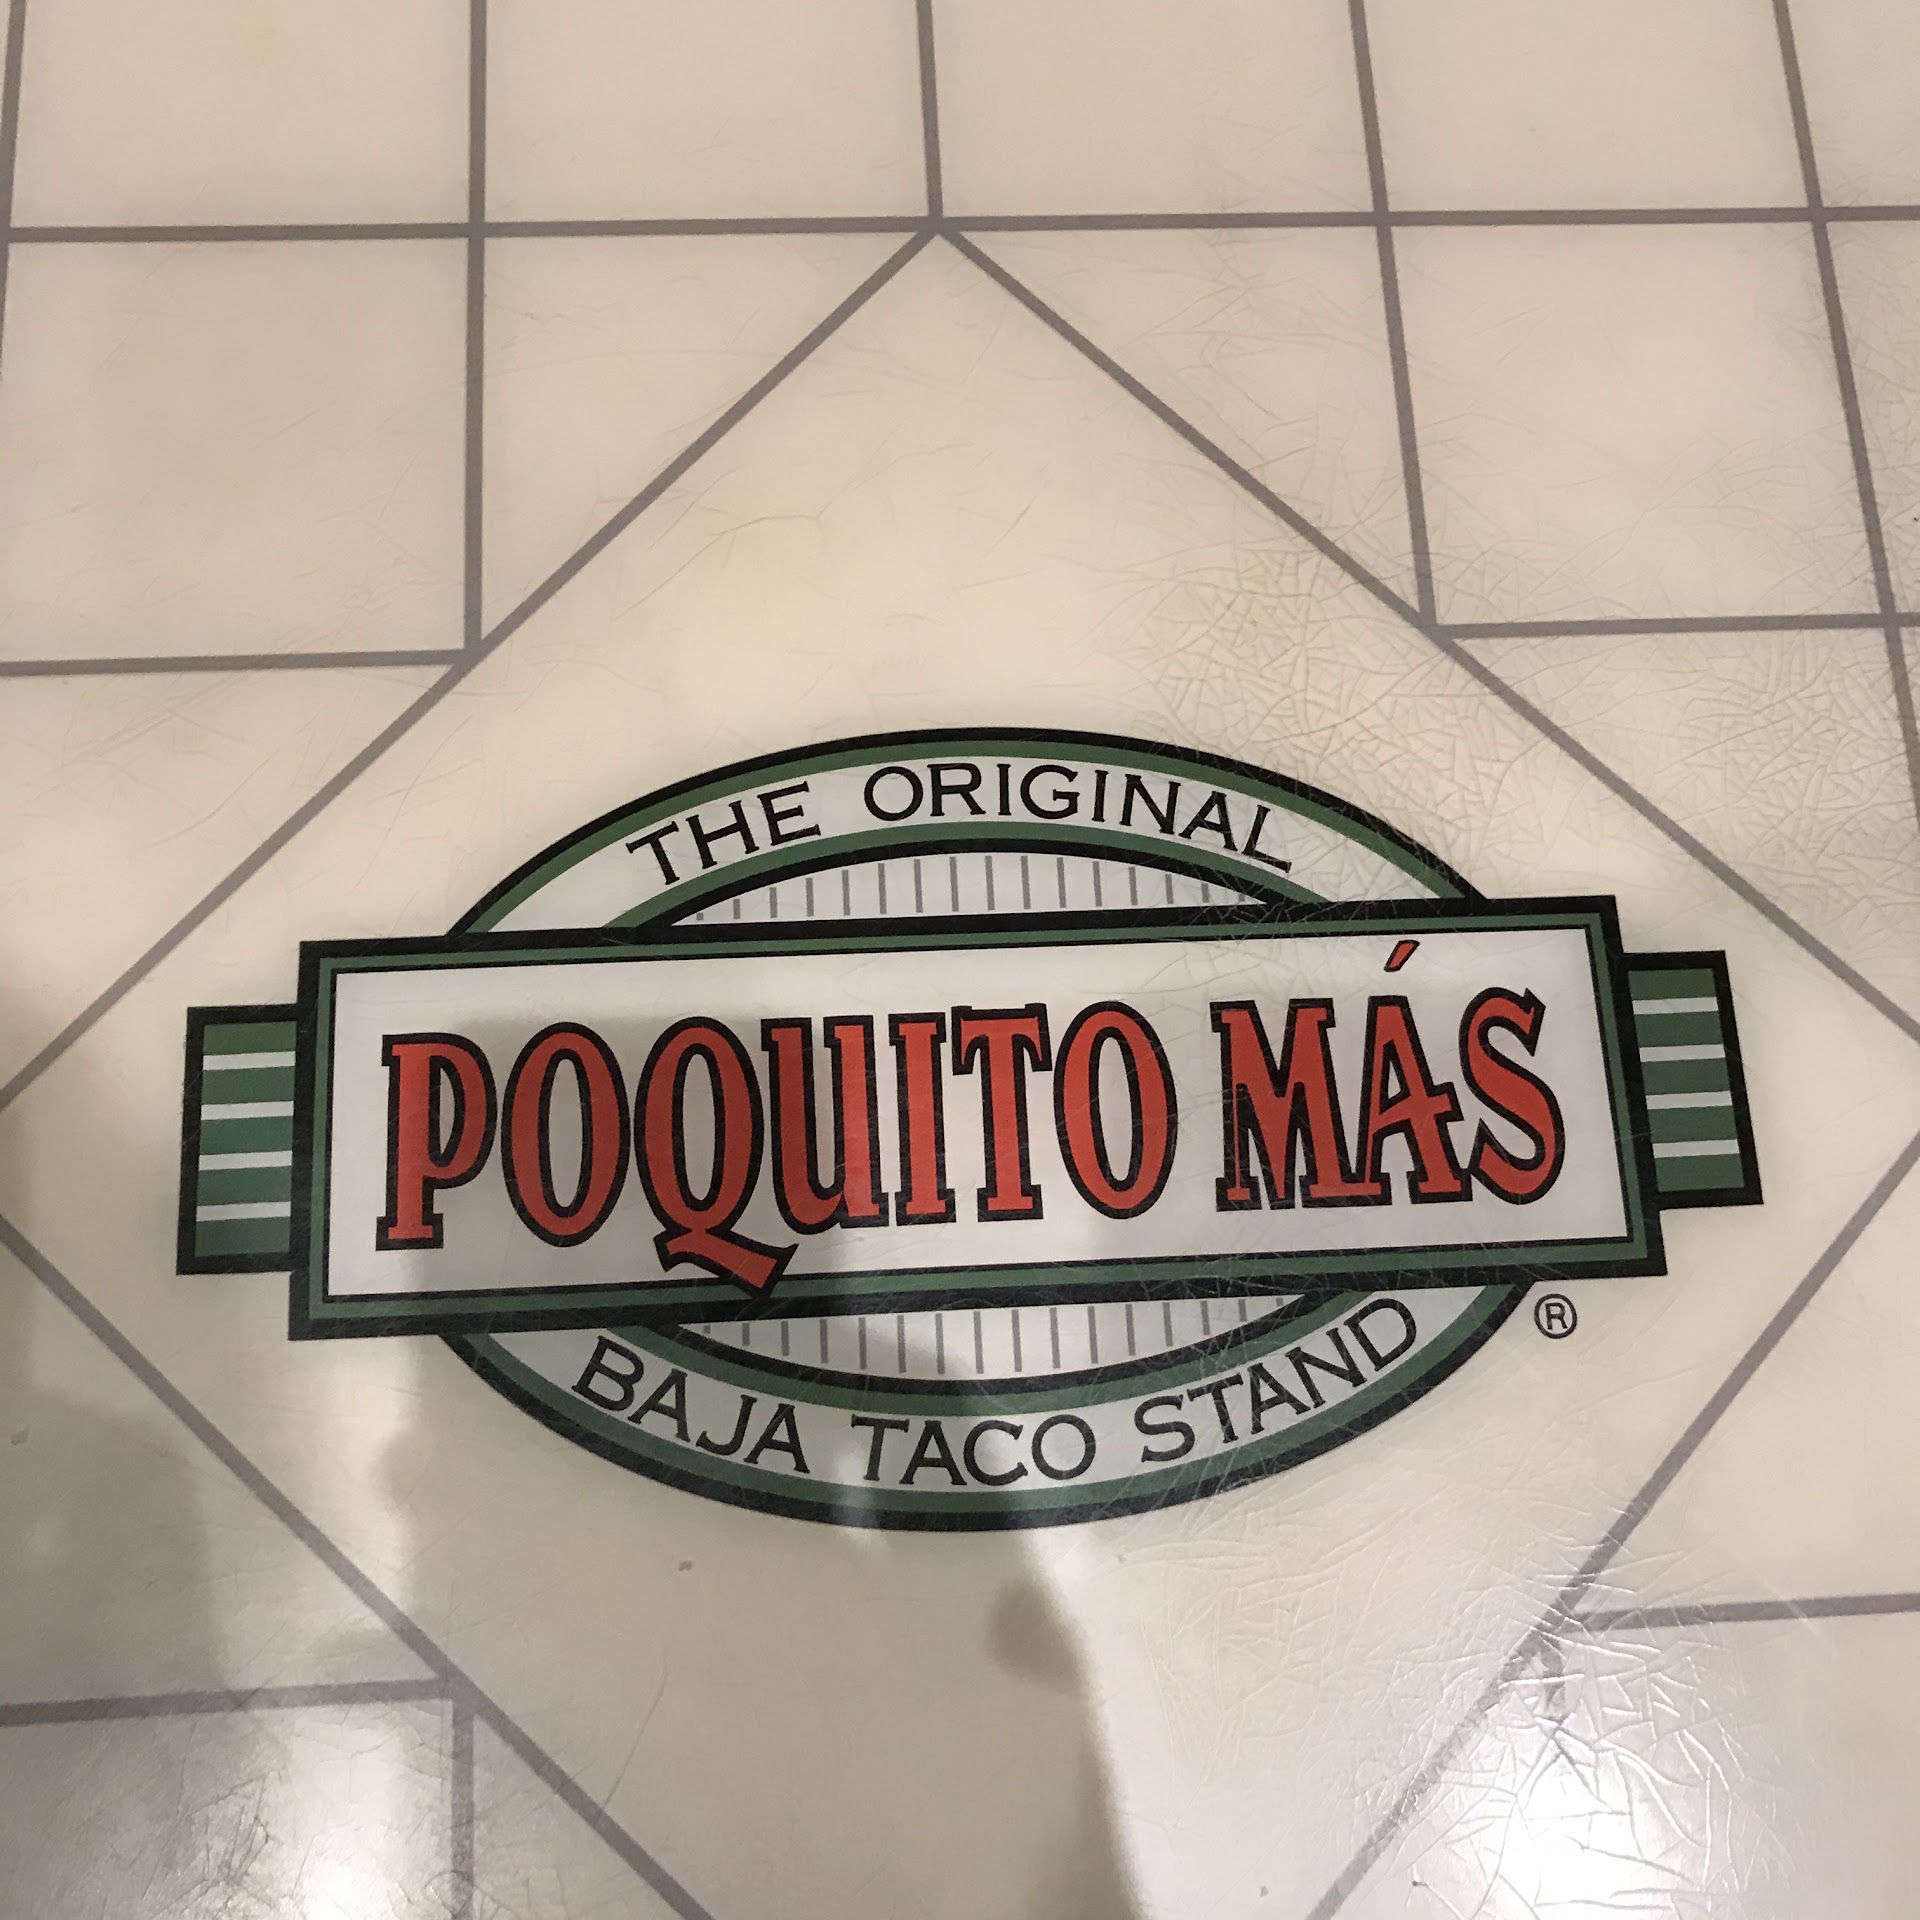 THE ORIGINAL
POQUITO MÁS
®
BAJA TACO STAND